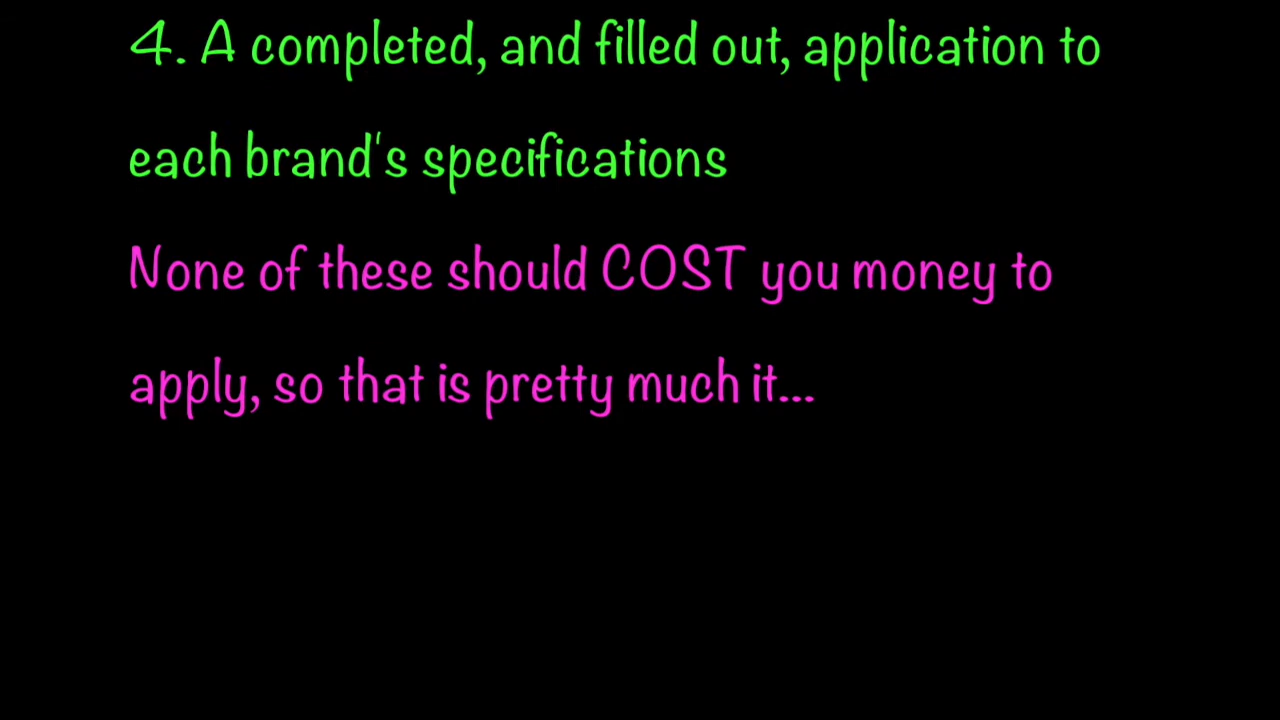 4. A completed, and filled out, application to
each brand's specifications
None of these should COST you money to
apply, so that is pretty much it...